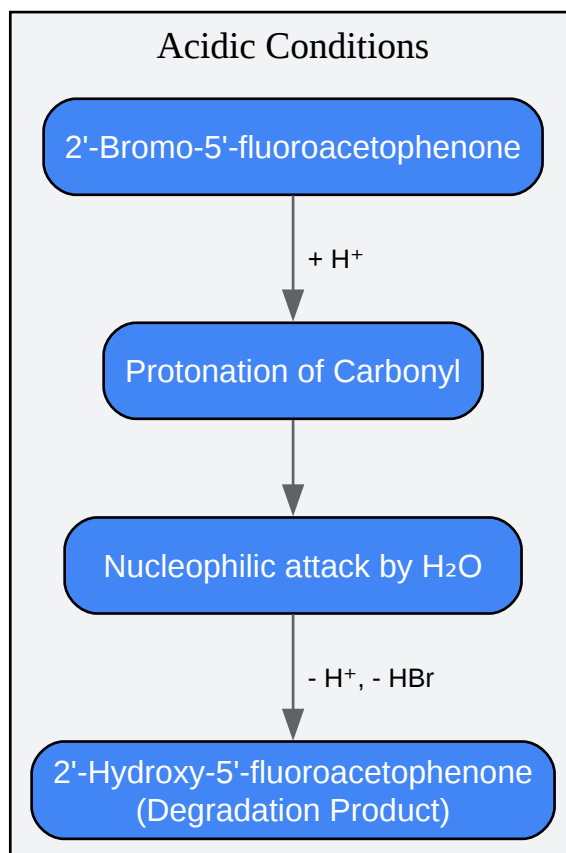 Acidic Conditions
2'-Bromo-5'-fluoroacetophenone
+ H⁺
Protonation of Carbonyl
Nucleophilic attack by H₂O
- H⁺, - HBr
2'-Hydroxy-5'-fluoroacetophenone
(Degradation Product)